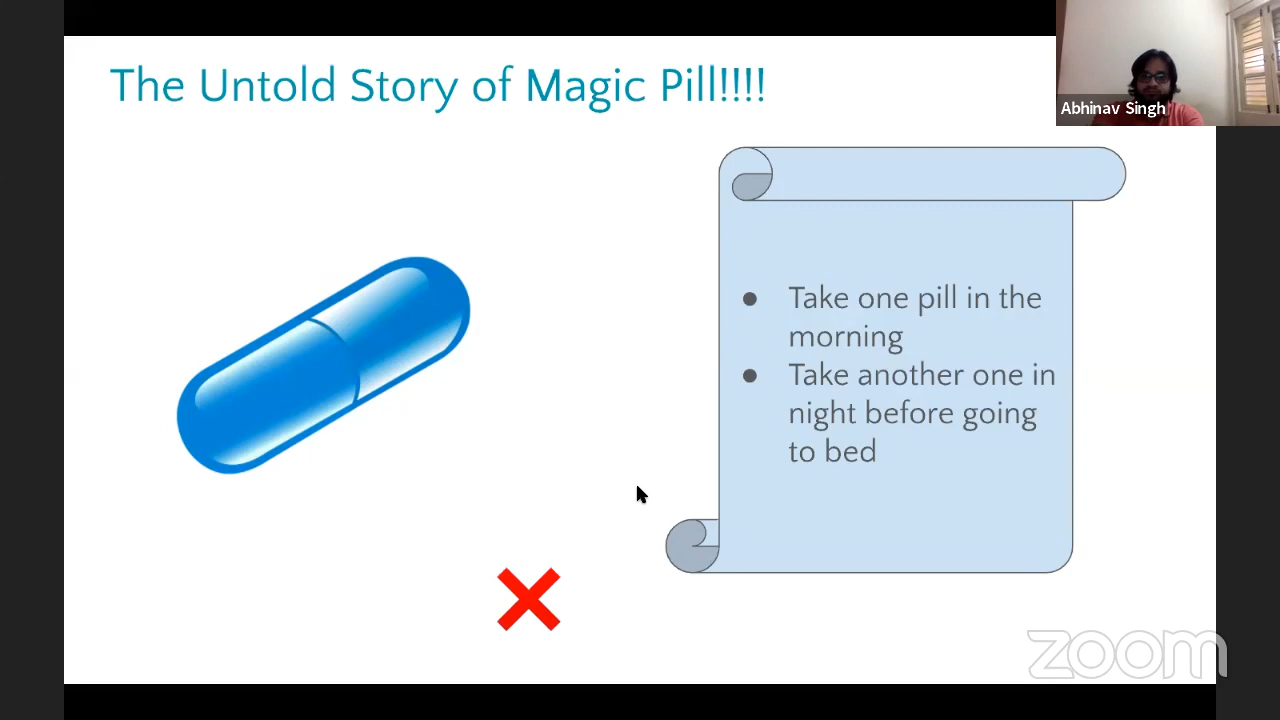 The Untold Story of Magic Pill!!!!
Abhinav Singh
● Take one pill in the
morning
● Take another one in
night before going
to bed
zoom